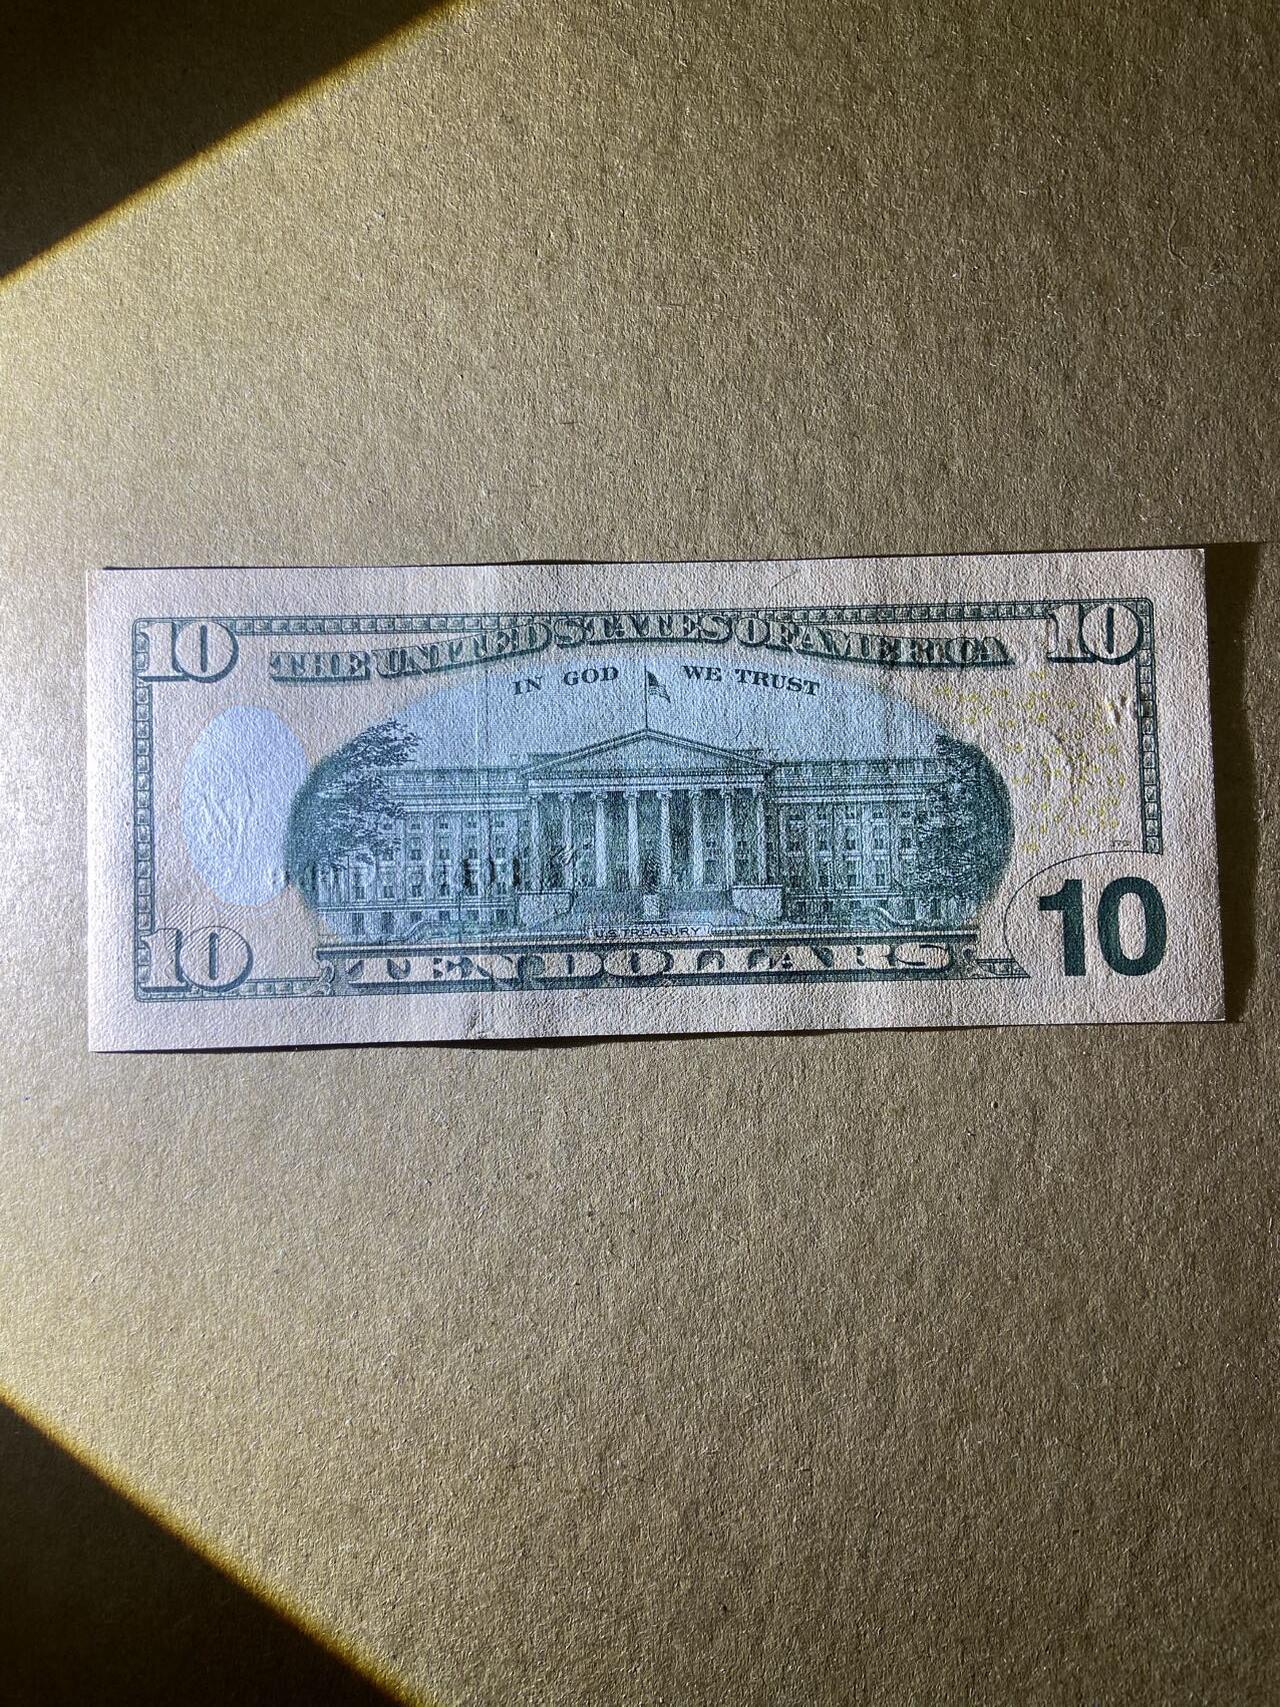 10 THE UNITED STATES OF AMERICA 10
IN GOD WE TRUST
U.S. TREASURY
10 TEN DOLLARS 10